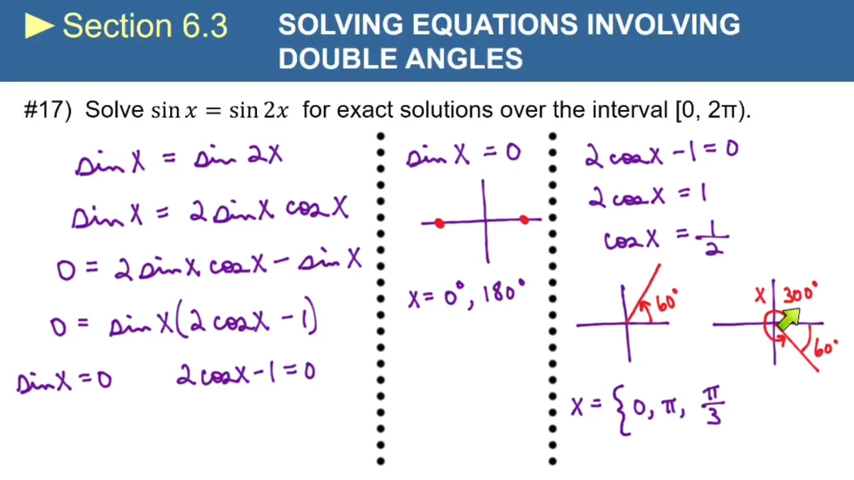 Section 6.3
SOLVING EQUATIONS INVOLVING
DOUBLE ANGLES
#17) Solve sin x = sin 2x for exact solutions over the interval [0, 2π).
sin X = sin 2X
sin X = 2 sin X cos X
0 = 2 sin X cos X − sin X
0 = sin X (2 cos X − 1)
sin X = 0 2 cos X − 1 = 0
sin X = 0
X = 0°, 180°
2 cos X − 1 = 0
2 cos X = 1
cos X = 1/2
60°
X 300°
60°
X = { 0, π, π/3